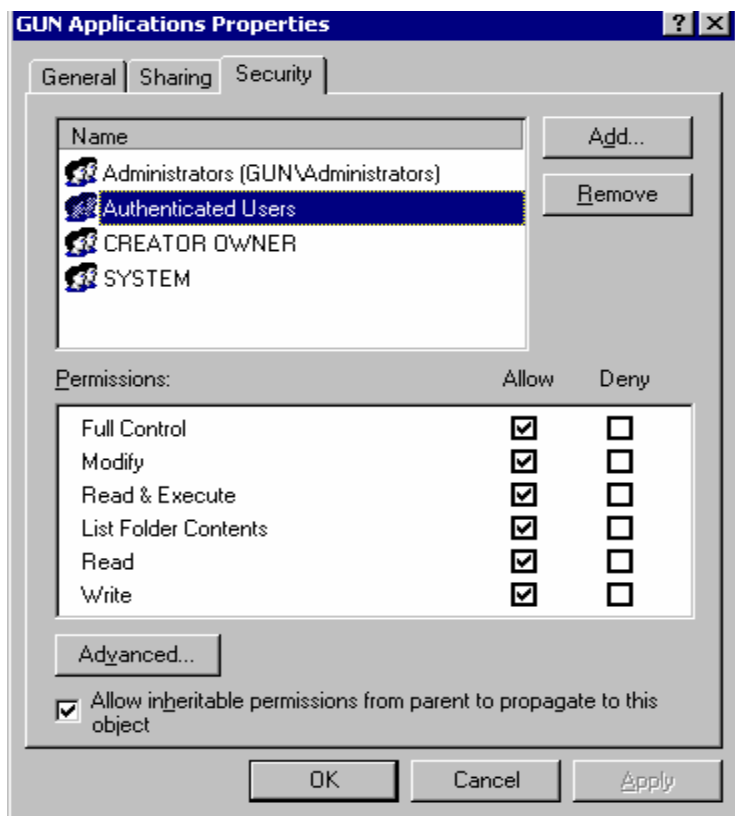 GUN Applications Properties
General Sharing Security
Name
Add...
Administrators (GUN\Administrators)
Authenticated Users
Remove
CREATOR OWNER
SYSTEM
Permissions: Allow Deny
Full Control
Modify
Read & Execute
List Folder Contents
Read
Write
Advanced...
Allow inheritable permissions from parent to propagate to this
object
OK Cancel Apply